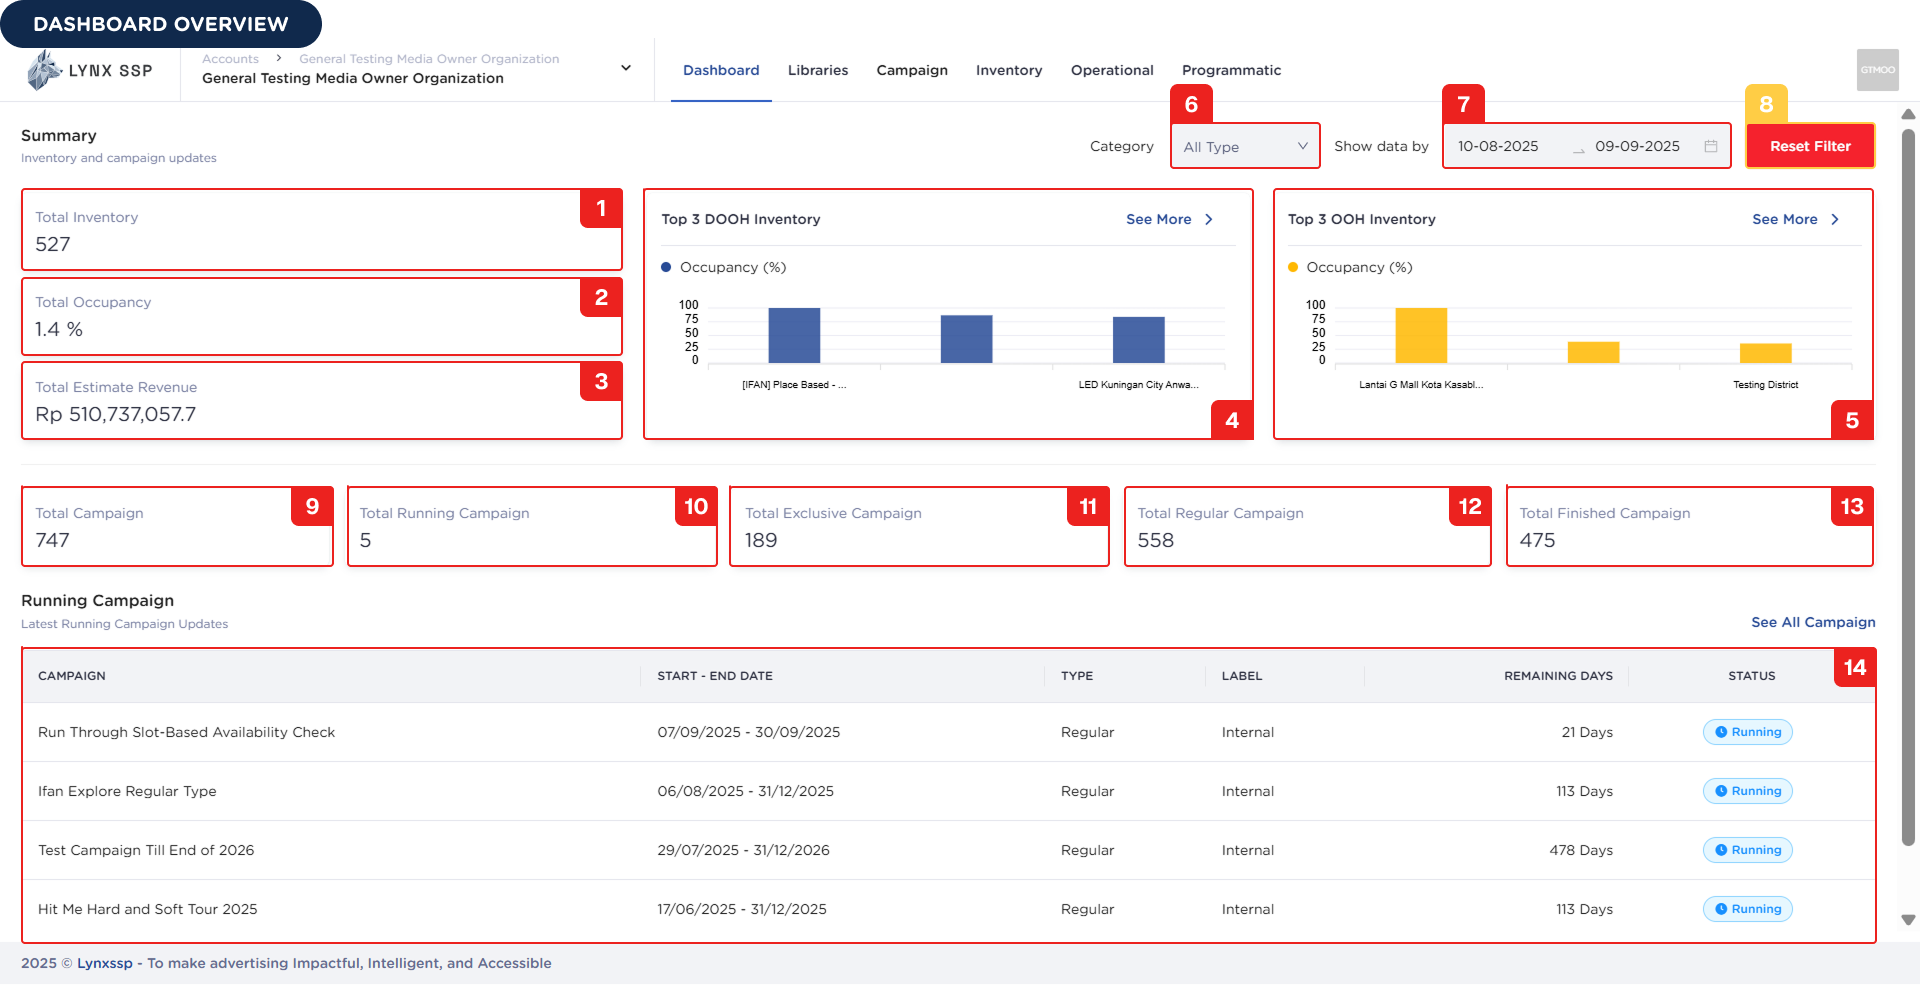 DASHBOARD OVERVIEW
LYNX SSP
Accounts > General Testing Media Owner Organization
General Testing Media Owner Organization
Dashboard Libraries Campaign Inventory Operational Programmatic
GTMOO
6 7 8
Summary
Inventory and campaign updates
Category All Type Show data by 10-08-2025 09-09-2025 Reset Filter
Total Inventory 1
527
Total Occupancy 2
1.4 %
Total Estimate Revenue 3
Rp 510,737,057.7
Top 3 DOOH Inventory See More >
Occupancy (%)
100
75
50
25
0
[IFAN] Place Based - ... LED Kuningan City Anwa...
4
Top 3 OOH Inventory See More >
Occupancy (%)
100
75
50
25
0
Lantai G Mall Kota Kasabl... Testing District
5
Total Campaign 9
747
Total Running Campaign 10
5
Total Exclusive Campaign 11
189
Total Regular Campaign 12
558
Total Finished Campaign 13
475
Running Campaign
Latest Running Campaign Updates
See All Campaign
14
CAMPAIGN START - END DATE TYPE LABEL REMAINING DAYS STATUS
Run Through Slot-Based Availability Check 07/09/2025 - 30/09/2025 Regular Internal 21 Days Running
Ifan Explore Regular Type 06/08/2025 - 31/12/2025 Regular Internal 113 Days Running
Test Campaign Till End of 2026 29/07/2025 - 31/12/2026 Regular Internal 478 Days Running
Hit Me Hard and Soft Tour 2025 17/06/2025 - 31/12/2025 Regular Internal 113 Days Running
2025 © Lynxssp - To make advertising Impactful, Intelligent, and Accessible